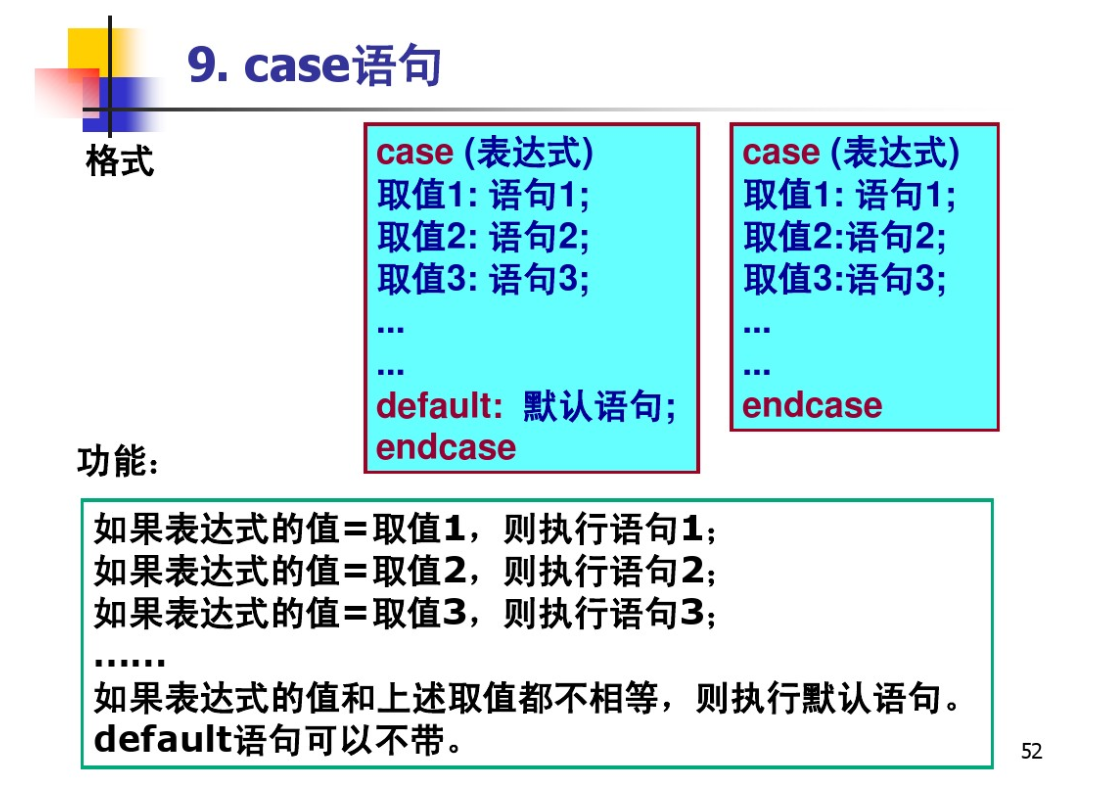 9. case语句
格式
case (表达式)
取值1: 语句1;
取值2: 语句2;
取值3: 语句3;
...
...
default: 默认语句;
endcase
case (表达式)
取值1: 语句1;
取值2:语句2;
取值3:语句3;
...
...
endcase
功能：
如果表达式的值=取值1，则执行语句1；
如果表达式的值=取值2，则执行语句2；
如果表达式的值=取值3，则执行语句3；
……
如果表达式的值和上述取值都不相等，则执行默认语句。
default语句可以不带。
52